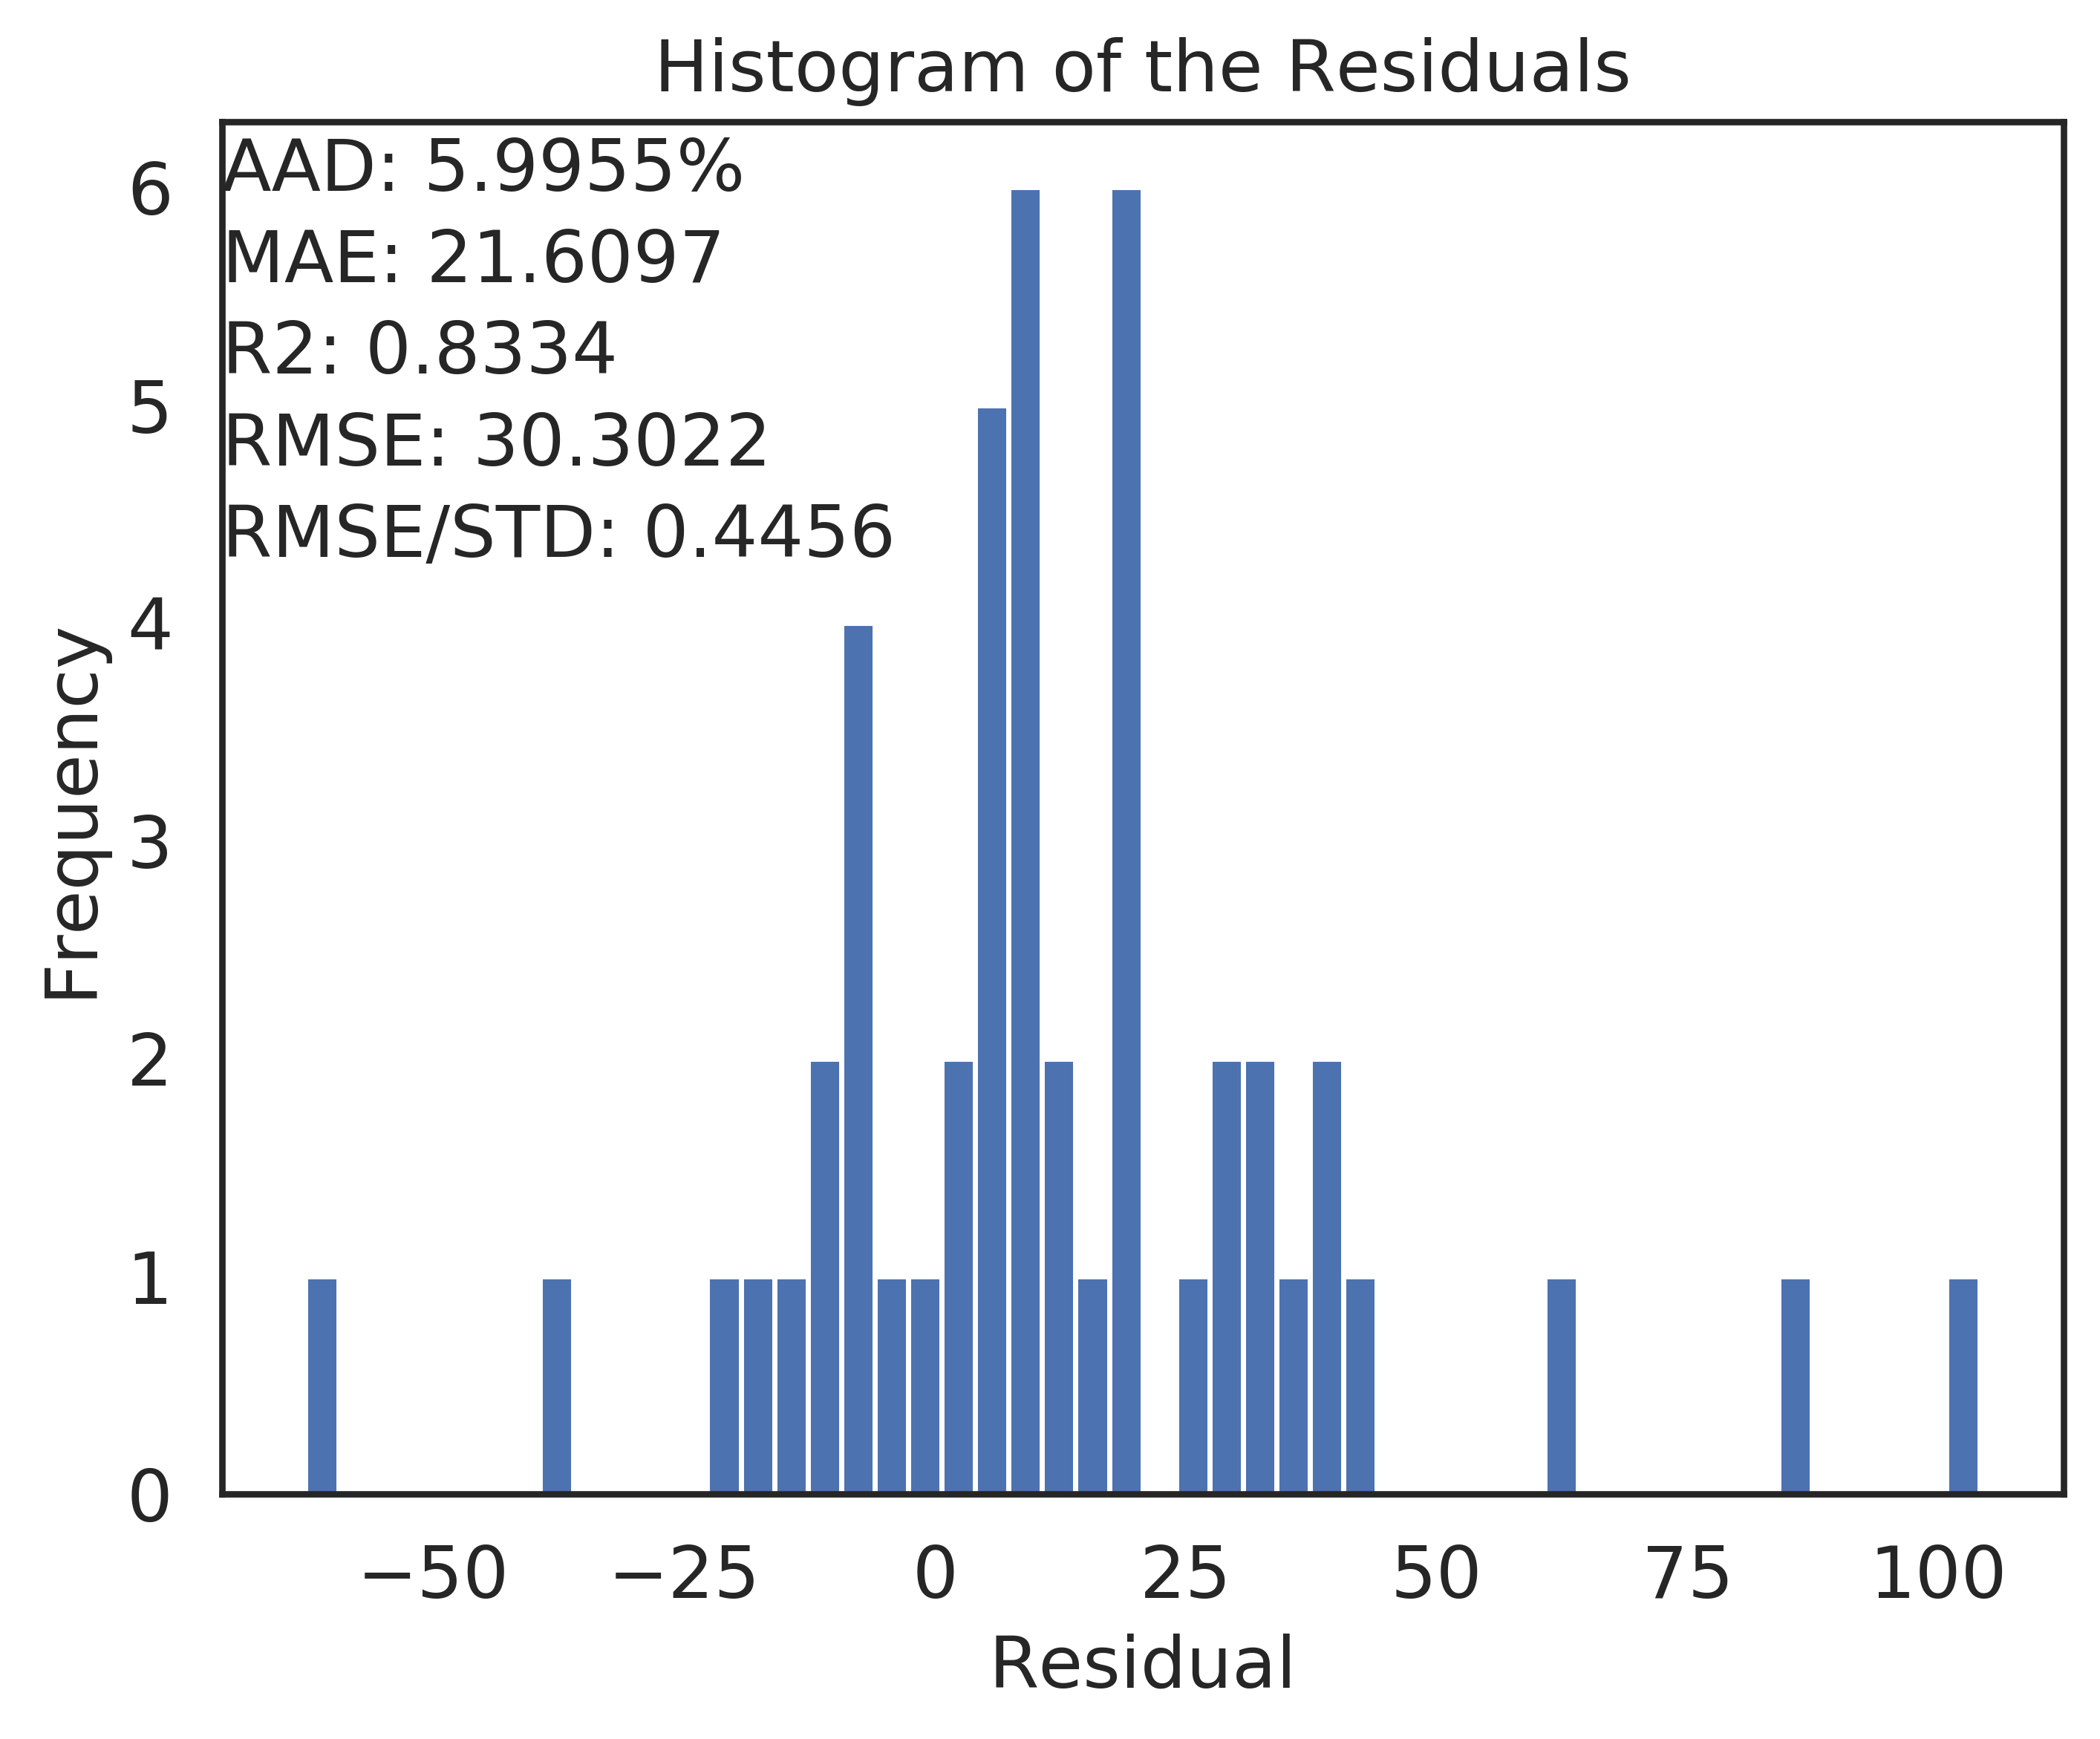 Histogram of the Residuals
AAD: 5.9955%
MAE: 21.6097
R2: 0.8334
RMSE: 30.3022
RMSE/STD: 0.4456
Frequency
6
5
4
3
2
1
0
−50 −25 0 25 50 75 100
Residual